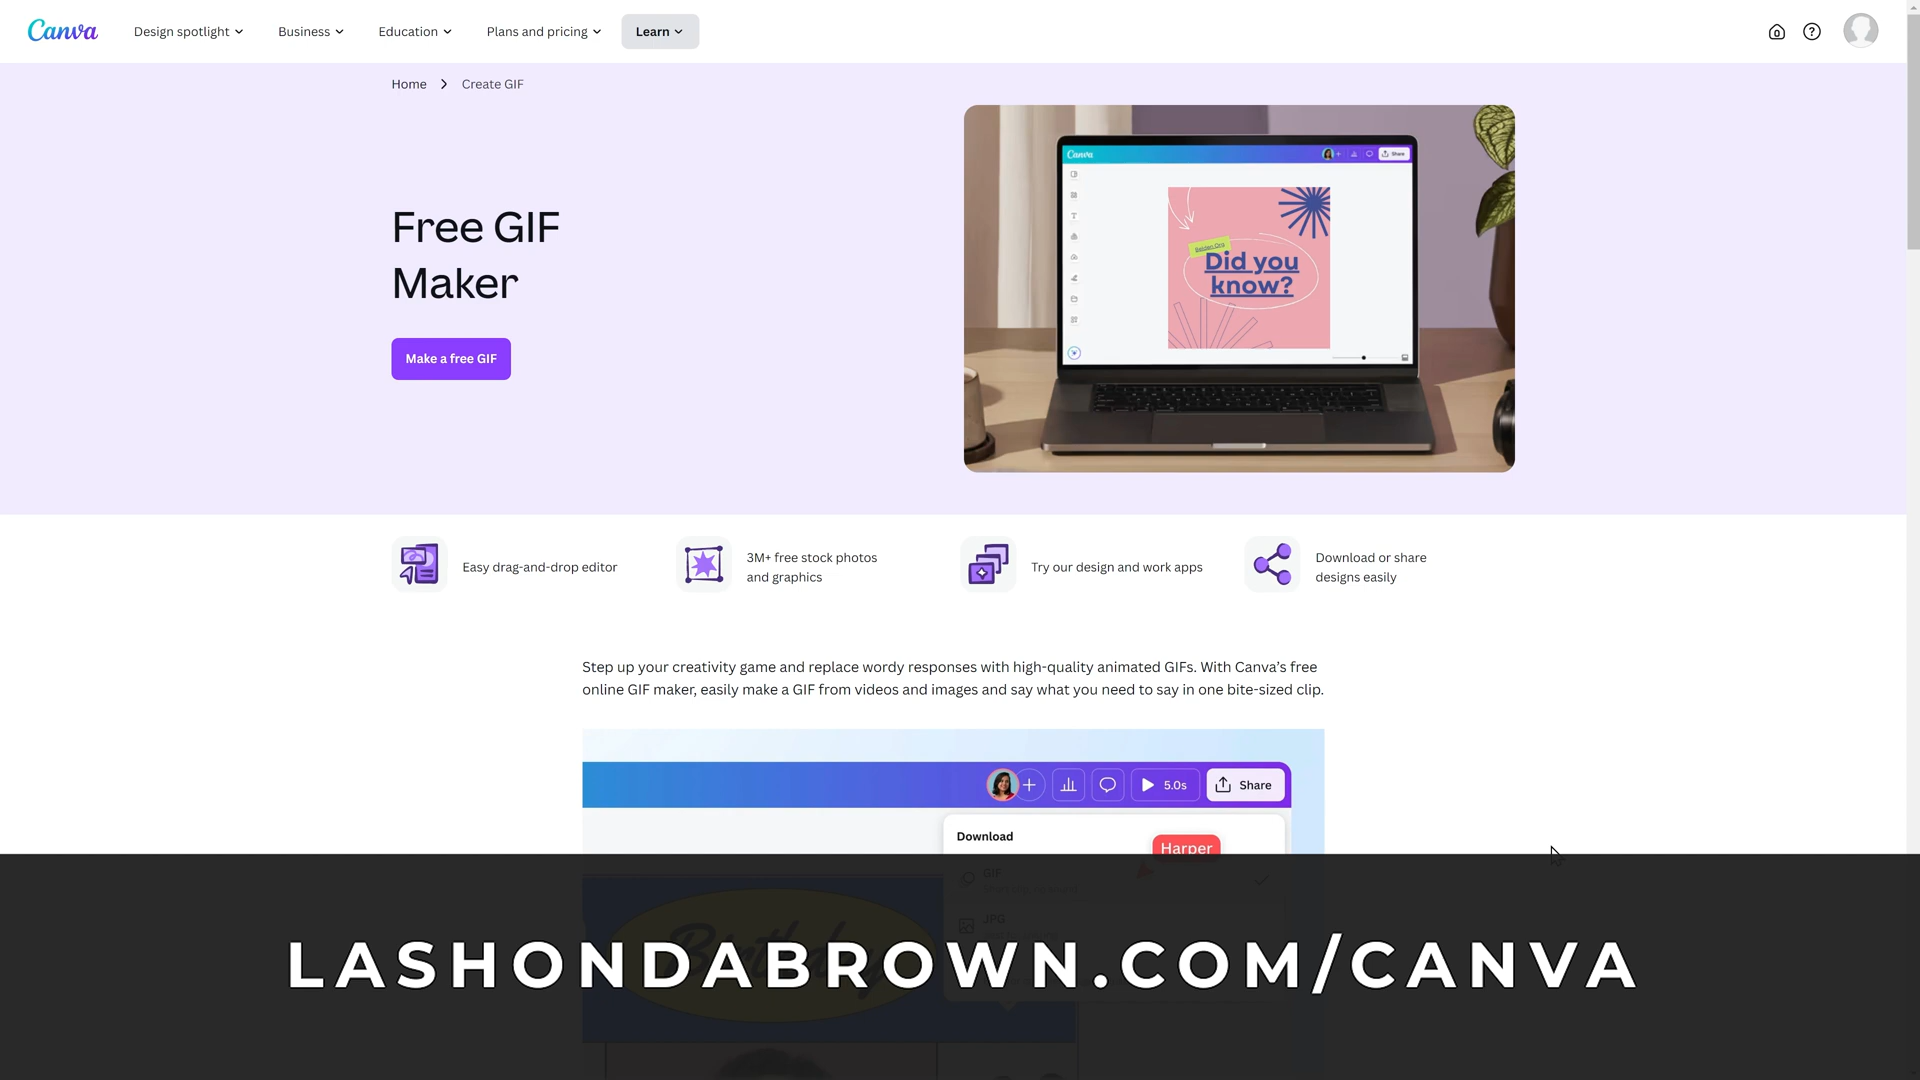 Canva
Design spotlight
Business
Education
Plans and pricing
Learn
Home
Create GIF
Free GIF
Maker
Make a free GIF
Canva
Share
Did you
know?
Easy drag-and-drop editor
3M+ free stock photos
and graphics
Try our design and work apps
Download or share
designs easily
Step up your creativity game and replace wordy responses with high-quality animated GIFs. With Canva’s free
online GIF maker, easily make a GIF from videos and images and say what you need to say in one bite-sized clip.
5.0s
Share
Download
Harper
GIF
JPG
Birthday
LASHONDABROWN.COM/CANVA